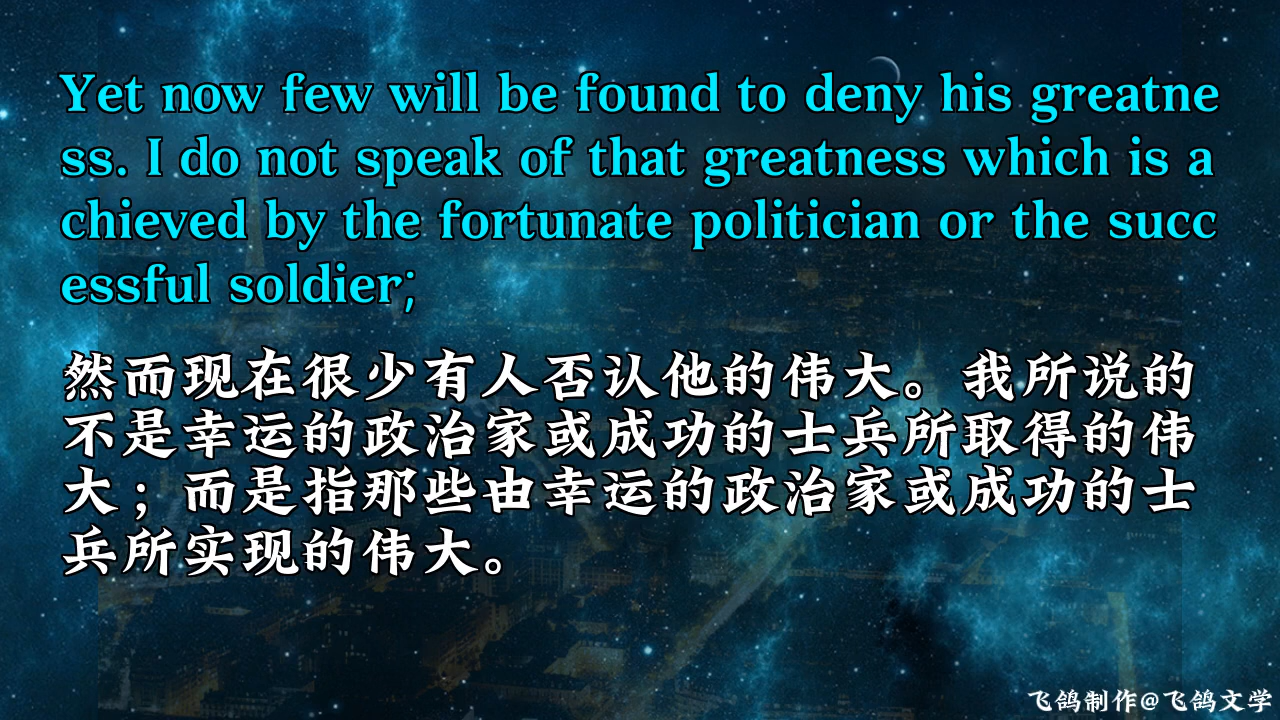 Yet now few will be found to deny his greatne
ss. I do not speak of that greatness which is a
chieved by the fortunate politician or the succ
essful soldier;
然而现在很少有人否认他的伟大。我所说的
不是幸运的政治家或成功的士兵所取得的伟
大；而是指那些由幸运的政治家或成功的士
兵所实现的伟大。
飞鸽制作@飞鸽文学